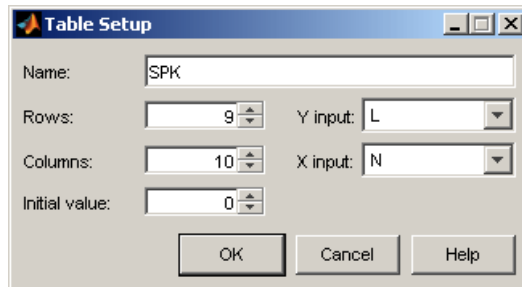 Table Setup
Name: SPK
Rows: 9 Y input: L
Columns: 10 X input: N
Initial value: 0
OK Cancel Help